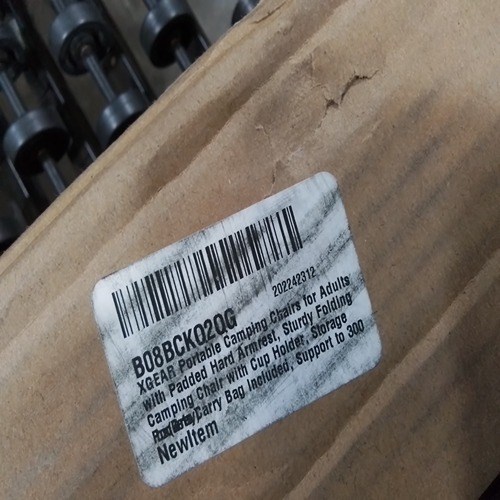 202242312
B08BCKQ2QG
XGEAR Portable Camping Chairs for Adults
with Padded Hard Armrest, Sturdy Folding
Camping Chair with Cup Holder, Storage
Carry Bag Included, Support to 300
NewItem